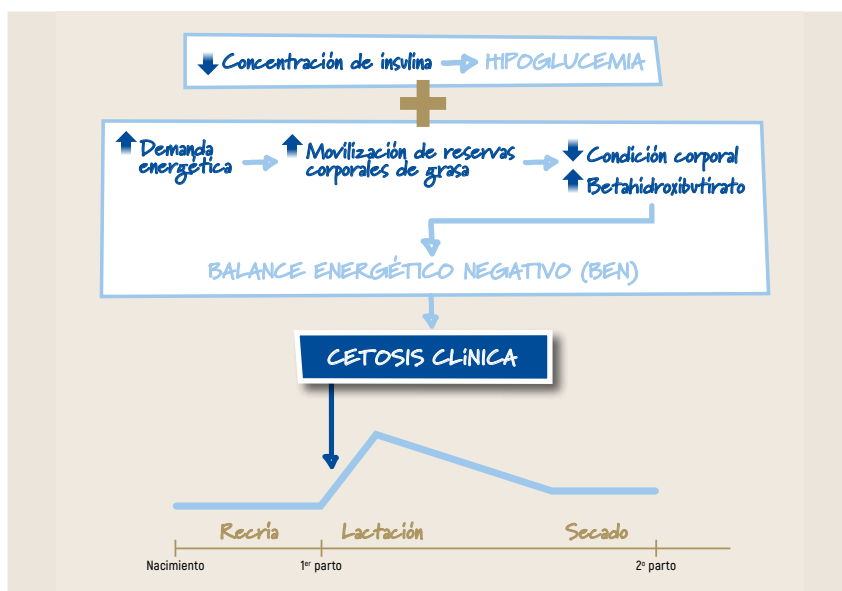 Concentración de insulina HIPOGLUCEMIA
Demanda
energética
Movilización de reservas
corporales de grasa
Condición corporal
Betahidroxibutirato
BALANCE ENERGÉTICO NEGATIVO (BEN)
CETOSIS CLÍNICA
Recría Lactación Secado
Nacimiento 1er parto 2º parto